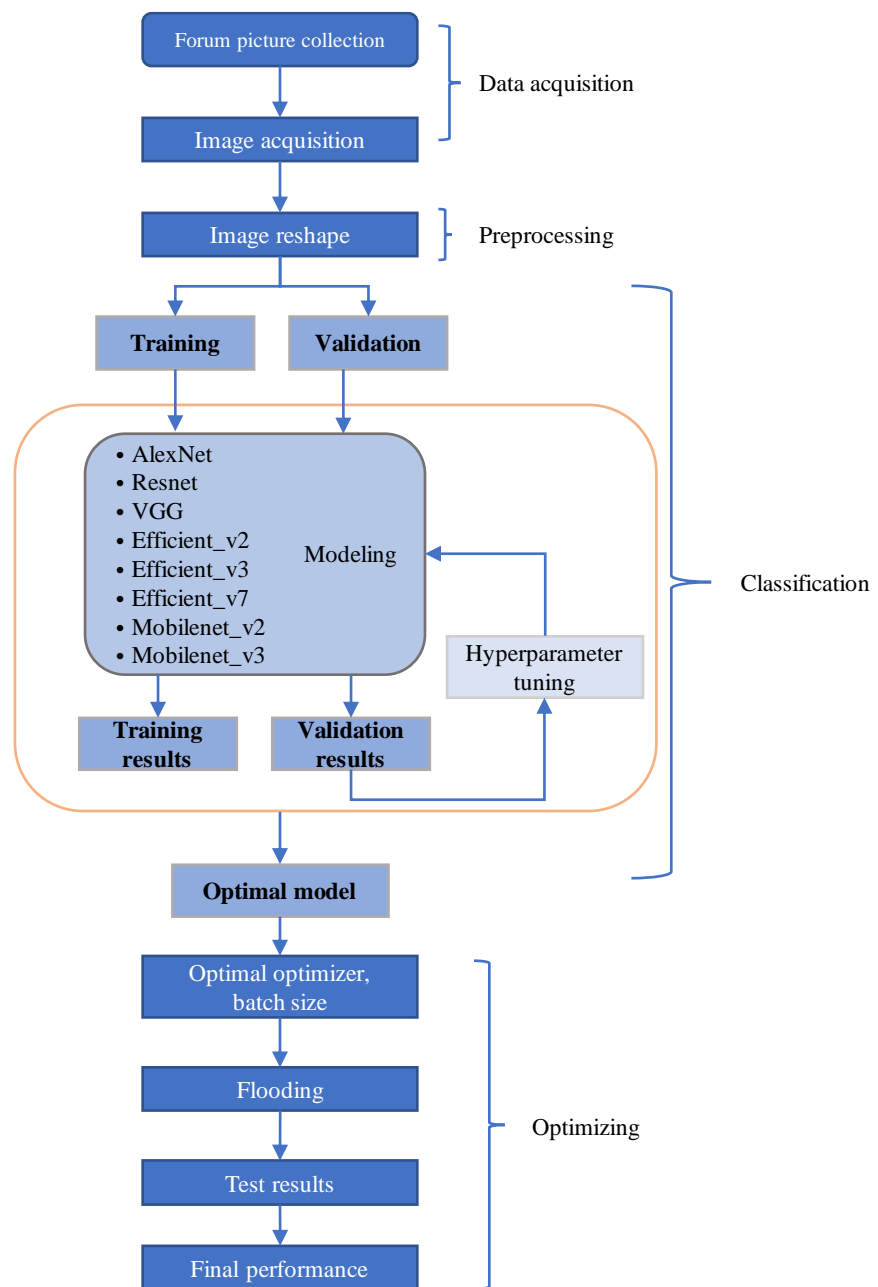 Forum picture collection
Data acquisition
Image acquisition
Image reshape
Preprocessing
Training
Validation
• AlexNet
• Resnet
• VGG
• Efficient_v2
• Efficient_v3
• Efficient_v7
• Mobilenet_v2
• Mobilenet_v3
Modeling
Classification
Hyperparameter
tuning
Training
results
Validation
results
Optimal model
Optimal optimizer,
batch size
Flooding
Optimizing
Test results
Final performance